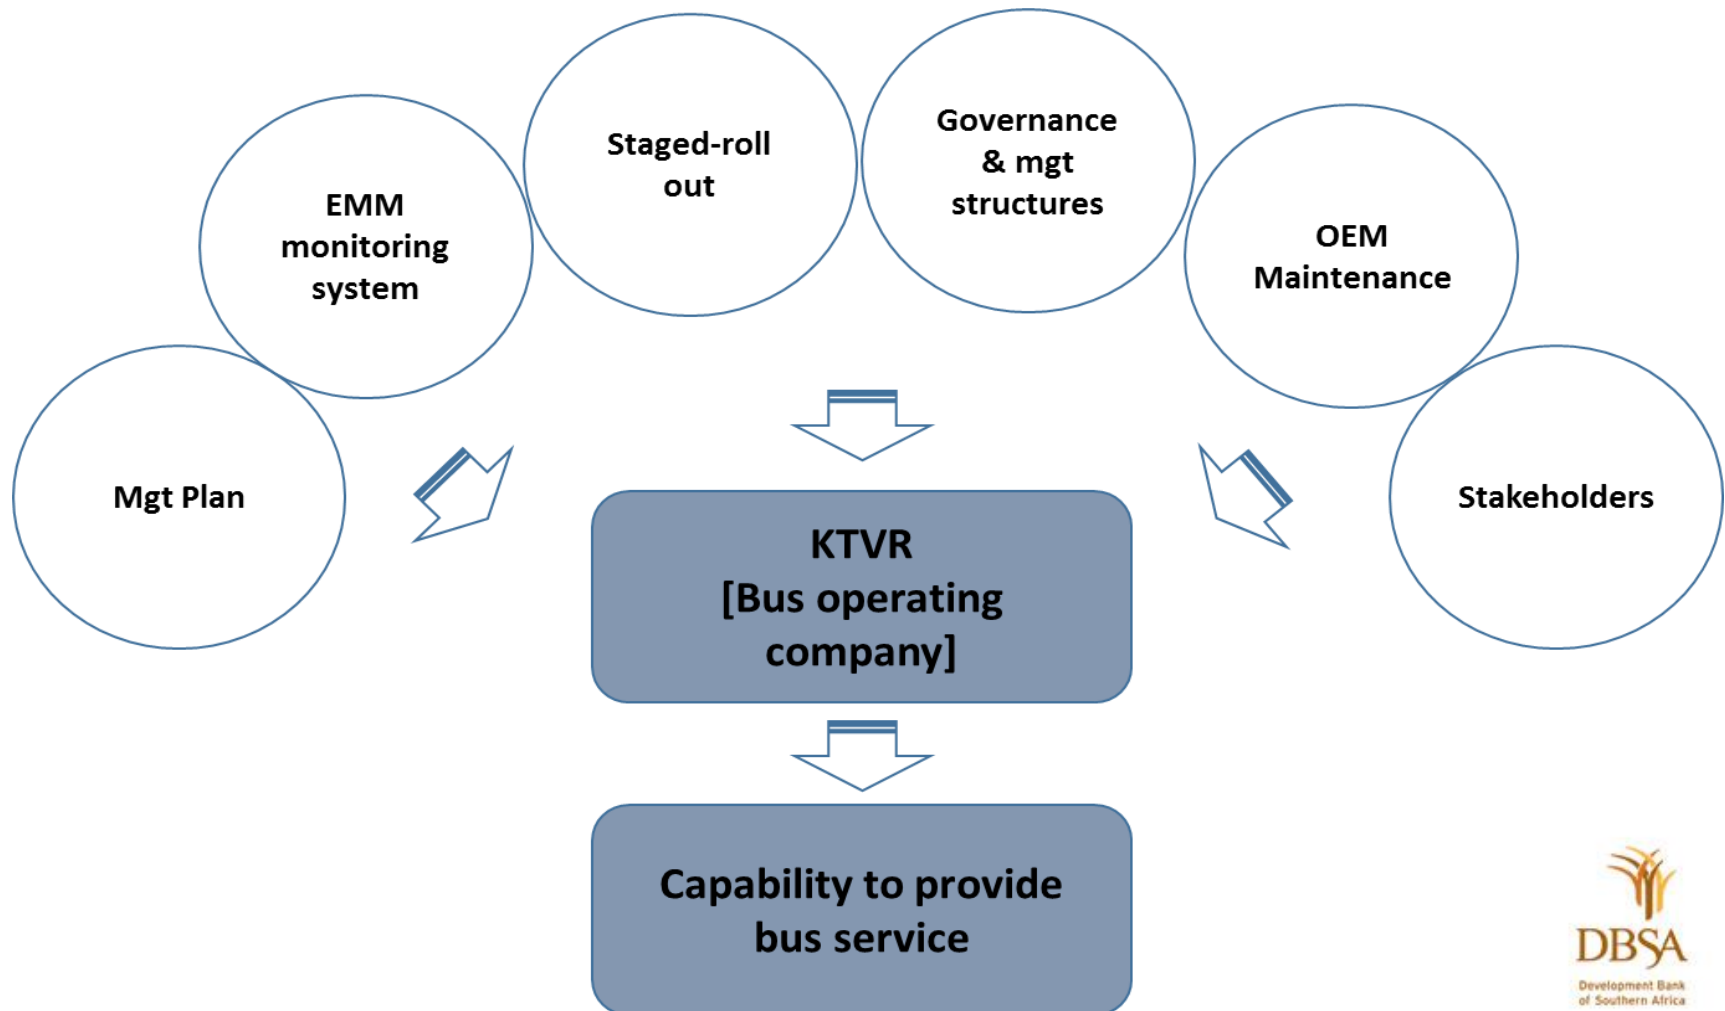 Staged-roll
out
Governance
& mgt
structures
EMM
monitoring
system
OEM
Maintenance
Mgt Plan
Stakeholders
KTVR
[Bus operating
company]
Capability to provide
bus service
DBSA
Development Bank
of Southern Africa